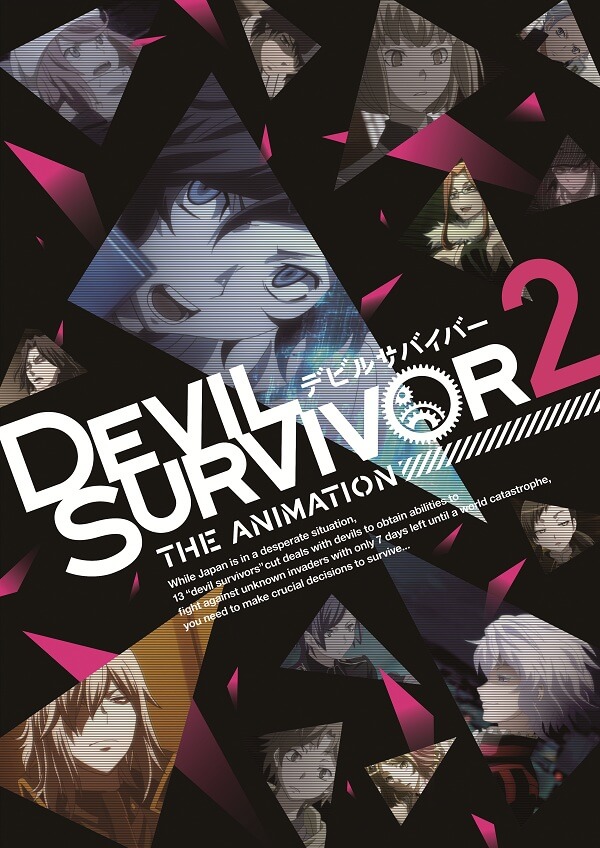 デビルサバイバー
DEVIL
SURVIVOR2
THE ANIMATION
While Japan is in a desperate situation,
13 “devil survivors”cut deals with devils to obtain abilities to
fight against unknown invaders with only 7 days left until a world catastrophe,
you need to make crucial decisions to survive...